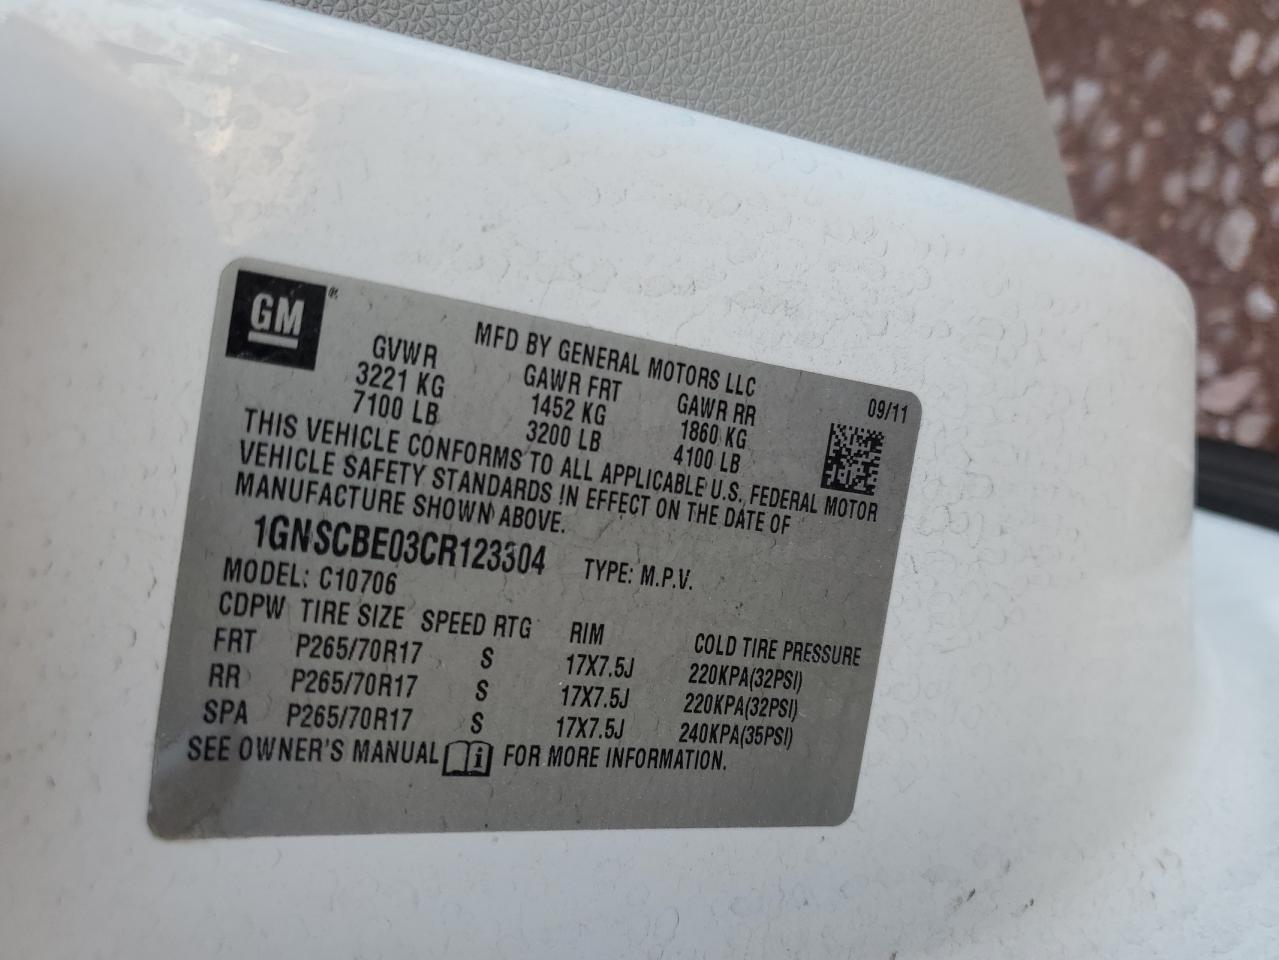 GM®
MFD BY GENERAL MOTORS LLC
09/11
GVWR GAWR FRT GAWR RR
3221 KG 1452 KG 1860 KG
7100 LB 3200 LB 4100 LB
THIS VEHICLE CONFORMS TO ALL APPLICABLE U.S. FEDERAL MOTOR
VEHICLE SAFETY STANDARDS IN EFFECT ON THE DATE OF
MANUFACTURE SHOWN ABOVE.
1GNSCBE03CR123304 TYPE: M.P.V.
MODEL: C10706
CDPW TIRE SIZE SPEED RTG RIM COLD TIRE PRESSURE
FRT P265/70R17 S 17X7.5J 220KPA(32PSI)
RR P265/70R17 S 17X7.5J 220KPA(32PSI)
SPA P265/70R17 S 17X7.5J 240KPA(35PSI)
SEE OWNER'S MANUAL i FOR MORE INFORMATION.